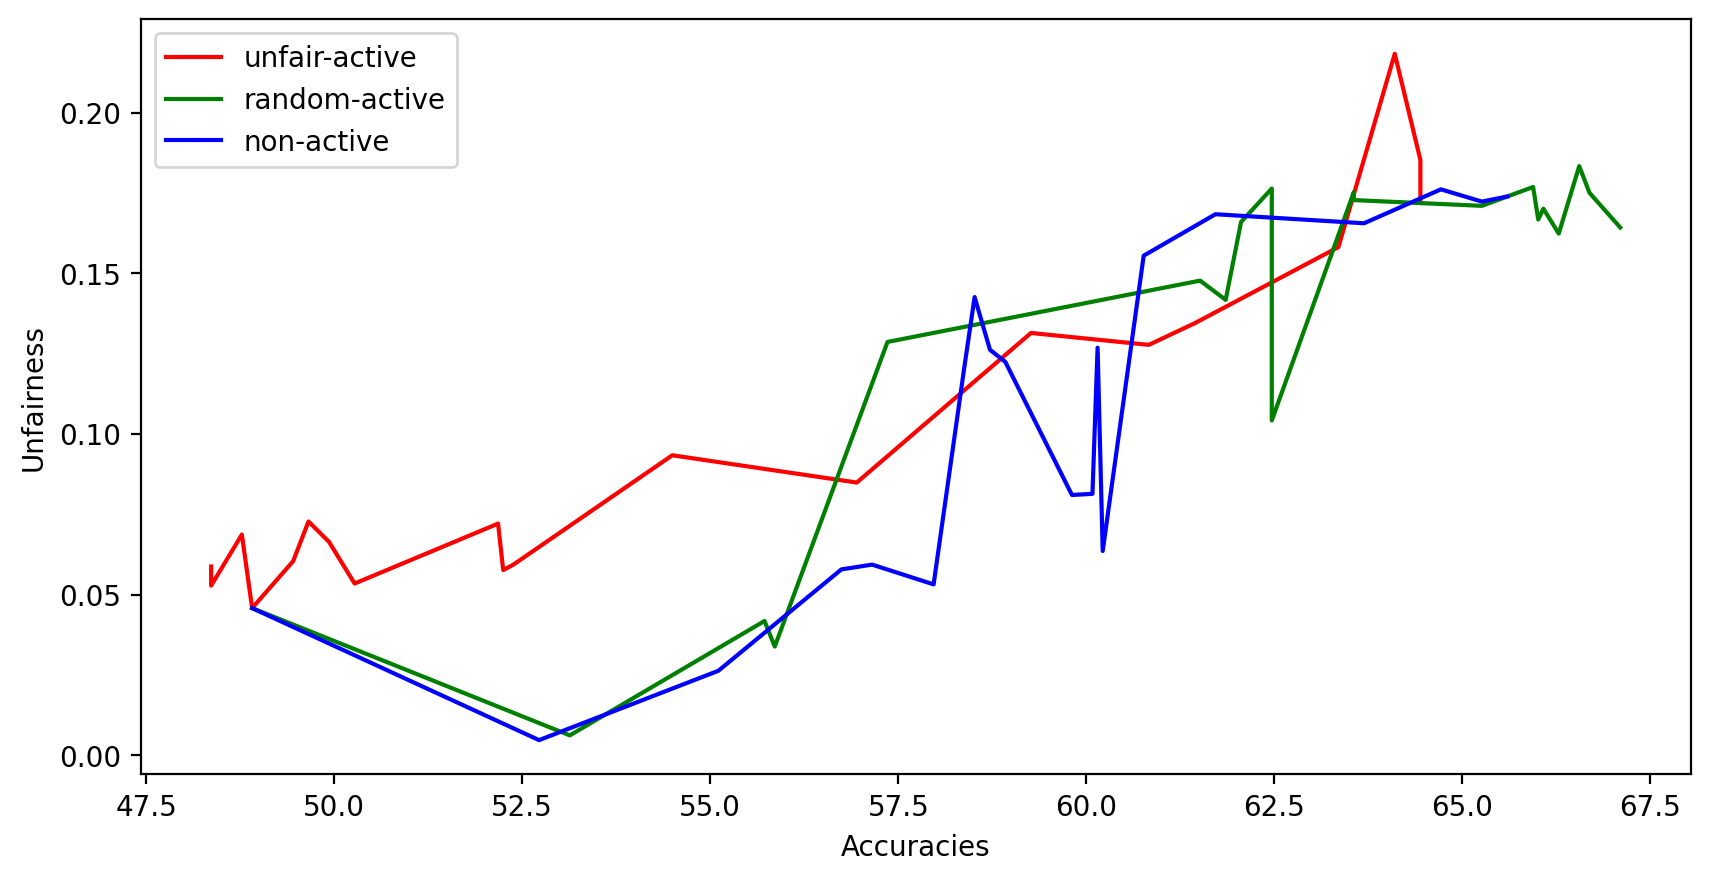 unfair-active
random-active
non-active
0.20
0.15
0.10
0.05
0.00
Unfairness
47.5 50.0 52.5 55.0 57.5 60.0 62.5 65.0 67.5
Accuracies